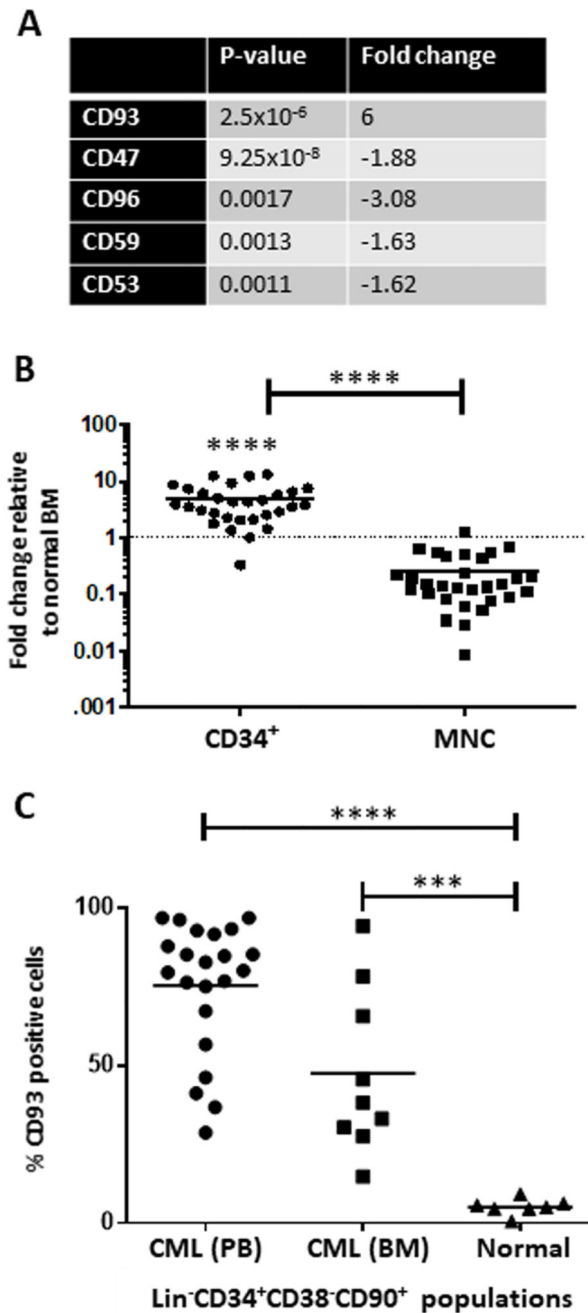 A
P-value Fold change
CD93 2.5x10⁻⁶ 6
CD47 9.25x10⁻⁸ -1.88
CD96 0.0017 -3.08
CD59 0.0013 -1.63
CD53 0.0011 -1.62
B
****
****
Fold change relative
to normal BM
100
10
1
0.1
0.01
.001
CD34⁺ MNC
C
****
***
% CD93 positive cells
100
50
0
CML (PB) CML (BM) Normal
Lin⁻CD34⁺CD38⁻CD90⁺ populations